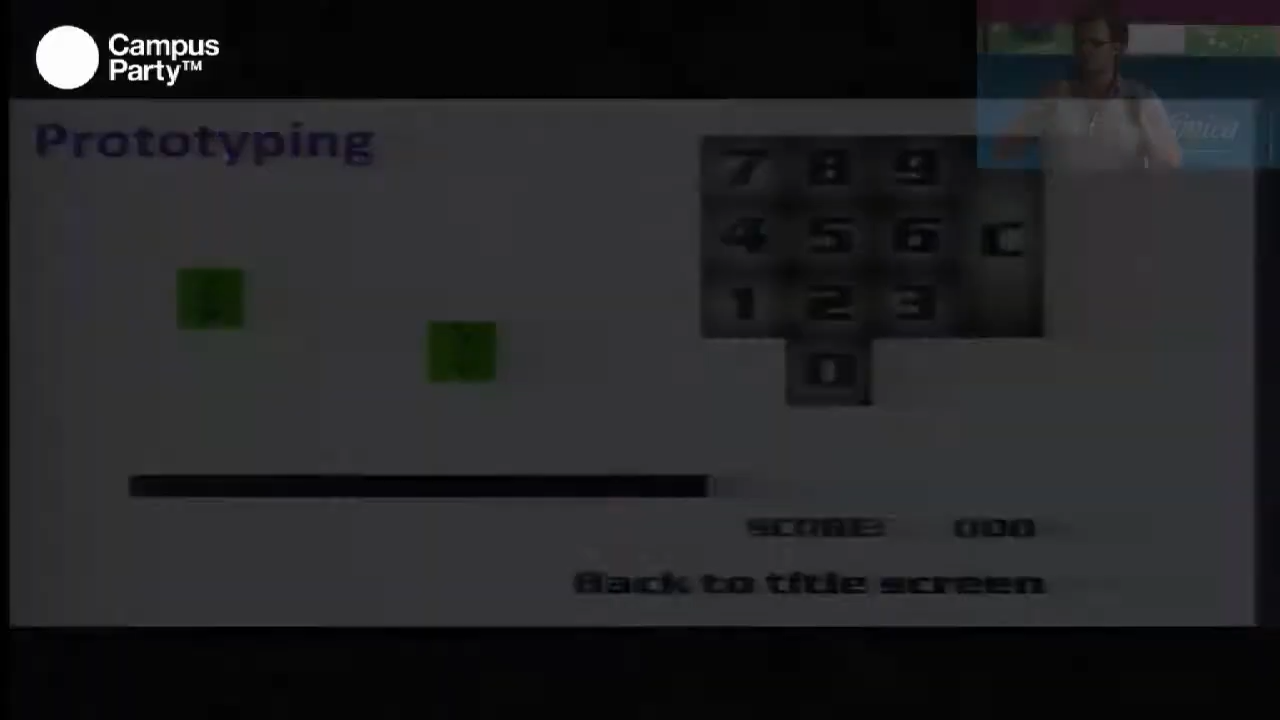 Campus
Party™
Prototyping
7 8 9
4 5 6 C
1 2 3
0
SCORE: 000
Back to title screen